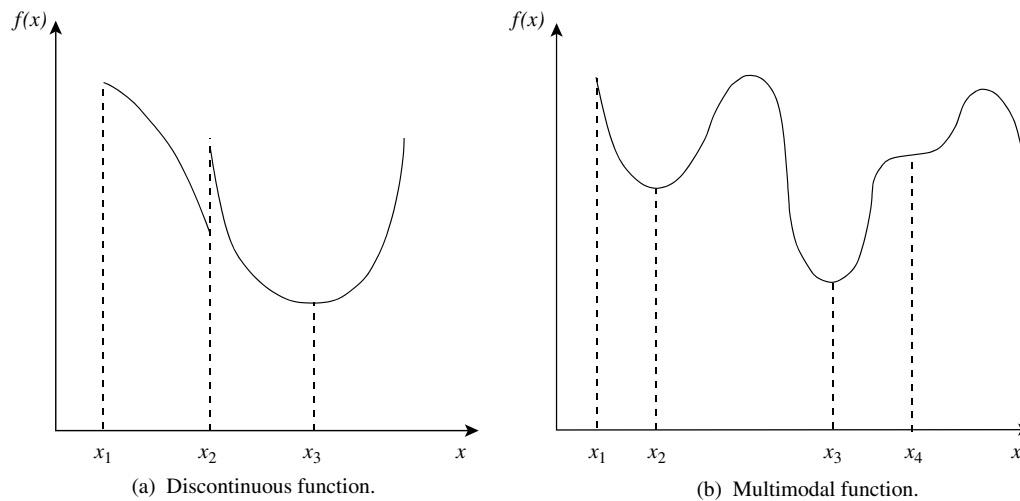 f(x)
x₁ x₂ x₃ x
(a) Discontinuous function.
f(x)
x₁ x₂ x₃ x₄ x
(b) Multimodal function.